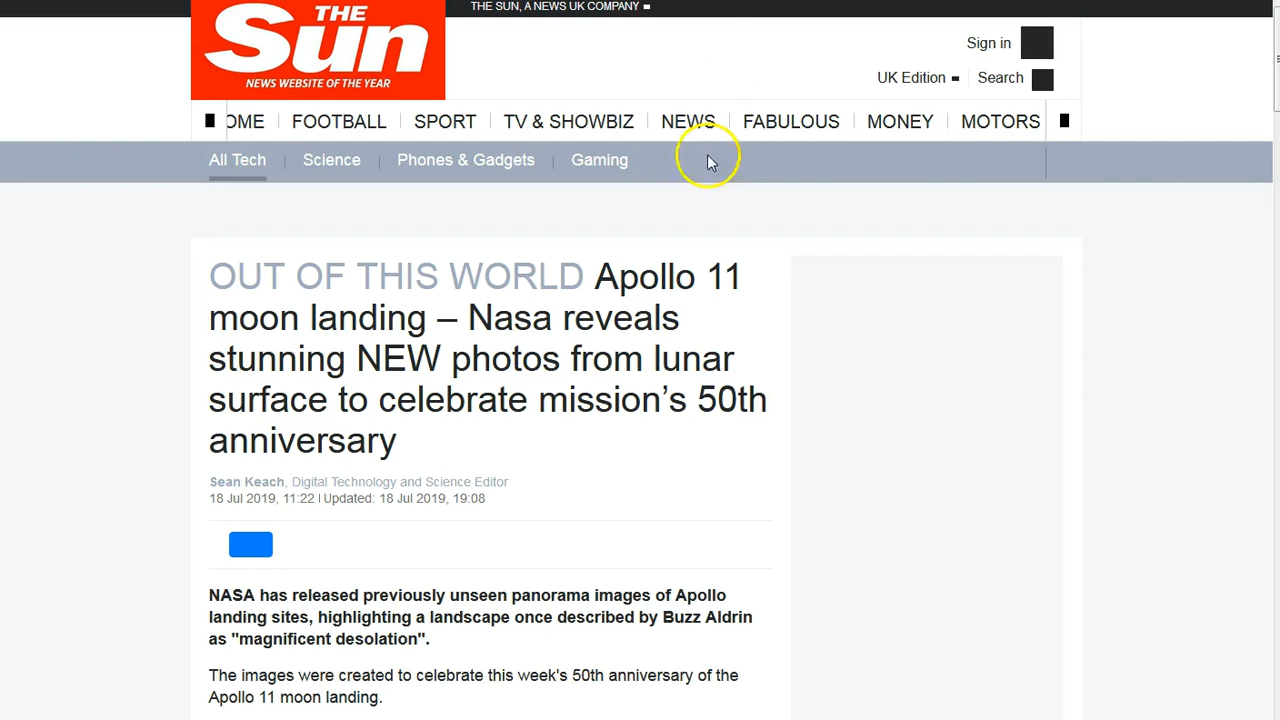 THE SUN, A NEWS UK COMPANY
THE
Sun
NEWS WEBSITE OF THE YEAR
Sign in
UK Edition
Search
OME
FOOTBALL
SPORT
TV & SHOWBIZ
NEWS
FABULOUS
MONEY
MOTORS
All Tech
Science
Phones & Gadgets
Gaming
OUT OF THIS WORLD Apollo 11
moon landing – Nasa reveals
stunning NEW photos from lunar
surface to celebrate mission’s 50th
anniversary
Sean Keach, Digital Technology and Science Editor
18 Jul 2019, 11:22 | Updated: 18 Jul 2019, 19:08
NASA has released previously unseen panorama images of Apollo
landing sites, highlighting a landscape once described by Buzz Aldrin
as "magnificent desolation".
The images were created to celebrate this week's 50th anniversary of the
Apollo 11 moon landing.